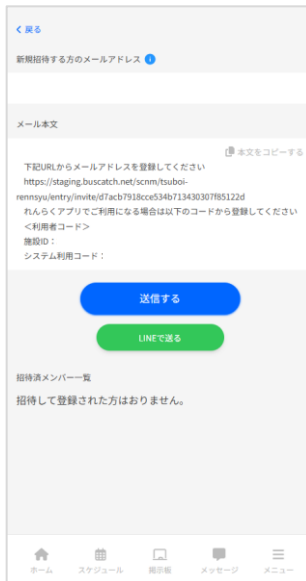 戻る
新規招待する方のメールアドレス
メール本文
本文をコピーする
下記URLからメールアドレスを登録してください
https://staging.buscatch.net/scnm/tsuboi-
rennsyu/entry/invite/d7acb7918cce534b713430307f85122d
れんらくアプリでご利用になる場合は以下のコードから登録してください
＜利用者コード＞
施設ID：
システム利用コード：
送信する
LINEで送る
招待済メンバー一覧
招待して登録された方はおりません。
ホーム スケジュール 掲示板 メッセージ メニュー